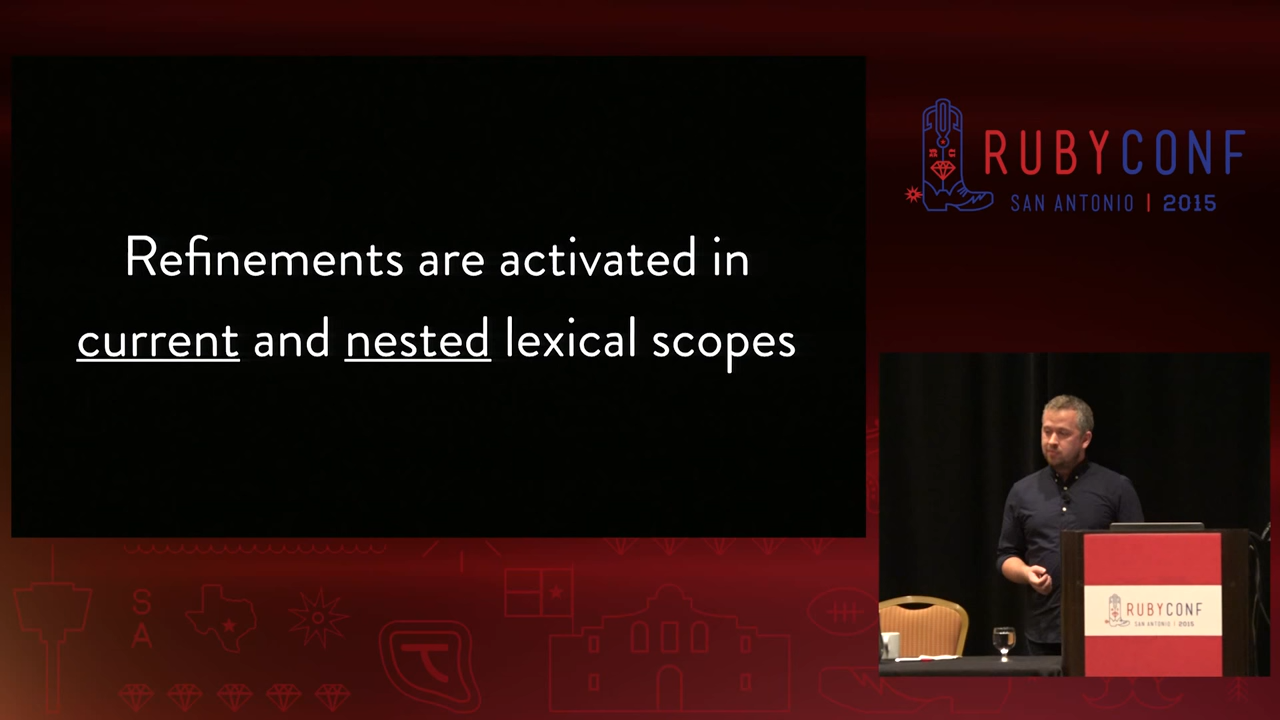 Refinements are activated in
current and nested lexical scopes
RUBYCONF
SAN ANTONIO | 2015
S
A
RUBYCONF
SAN ANTONIO | 2015